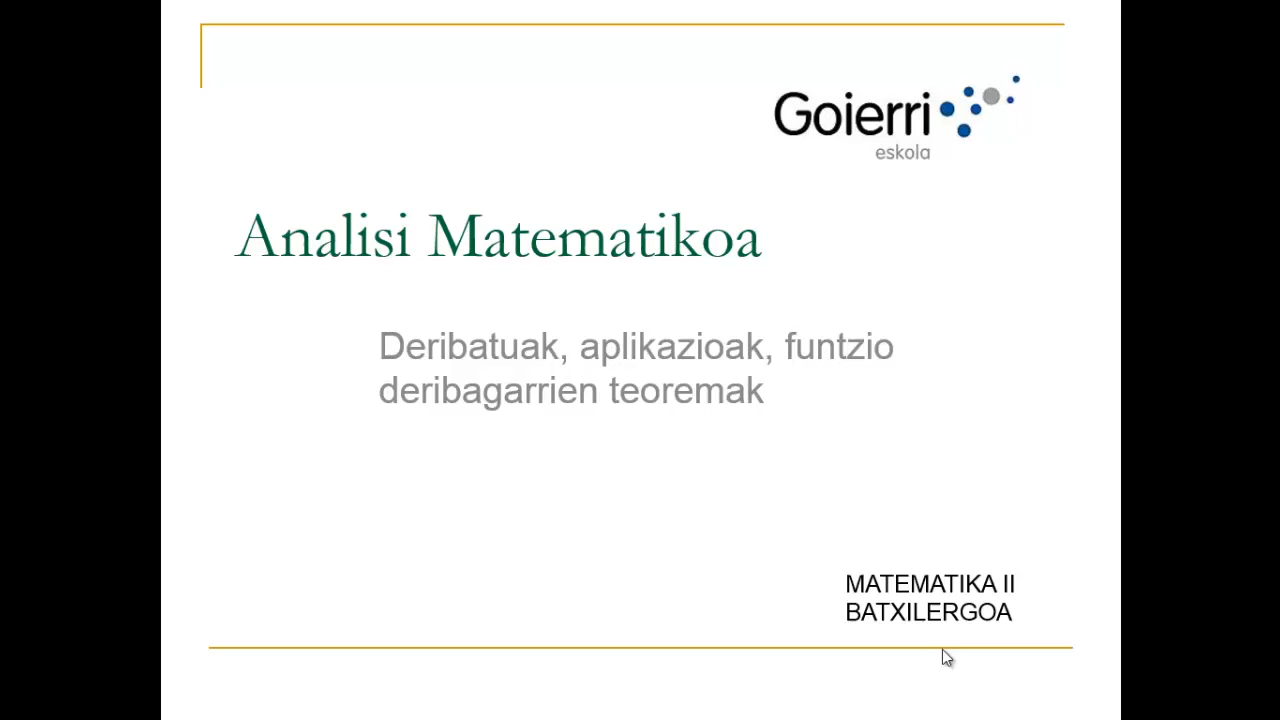 Goierri
eskola
Analisi Matematikoa
Deribatuak, aplikazioak, funtzio
deribagarrien teoremak
MATEMATIKA II
BATXILERGOA